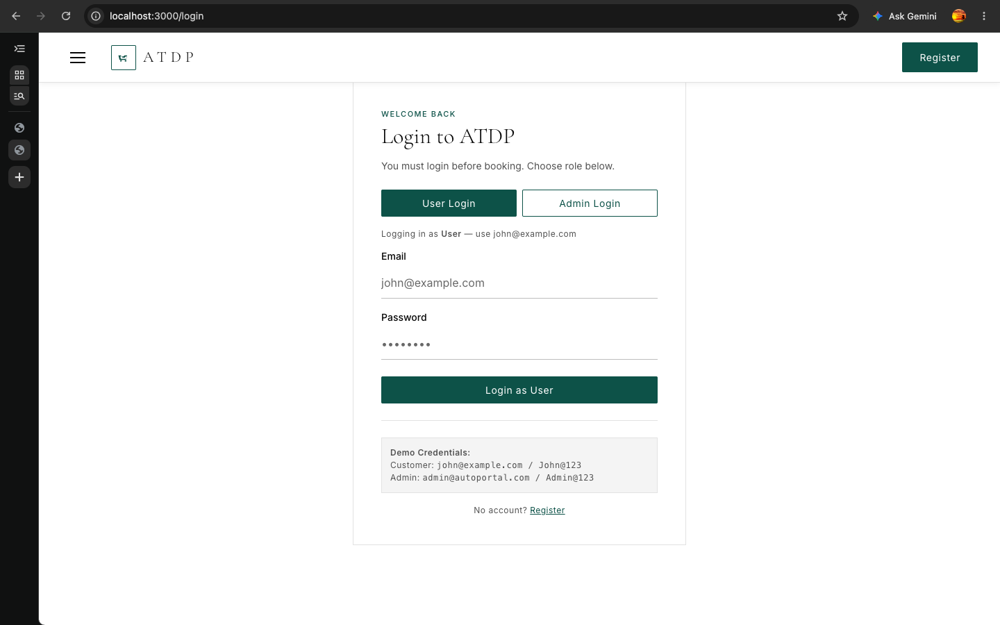 localhost:3000/login
Ask Gemini
ATDP
Register
WELCOME BACK
Login to ATDP
You must login before booking. Choose role below.
User Login
Admin Login
Logging in as User — use john@example.com
Email
john@example.com
Password
••••••••
Login as User
Demo Credentials:
Customer: john@example.com / John@123
Admin: admin@autoportal.com / Admin@123
No account? Register